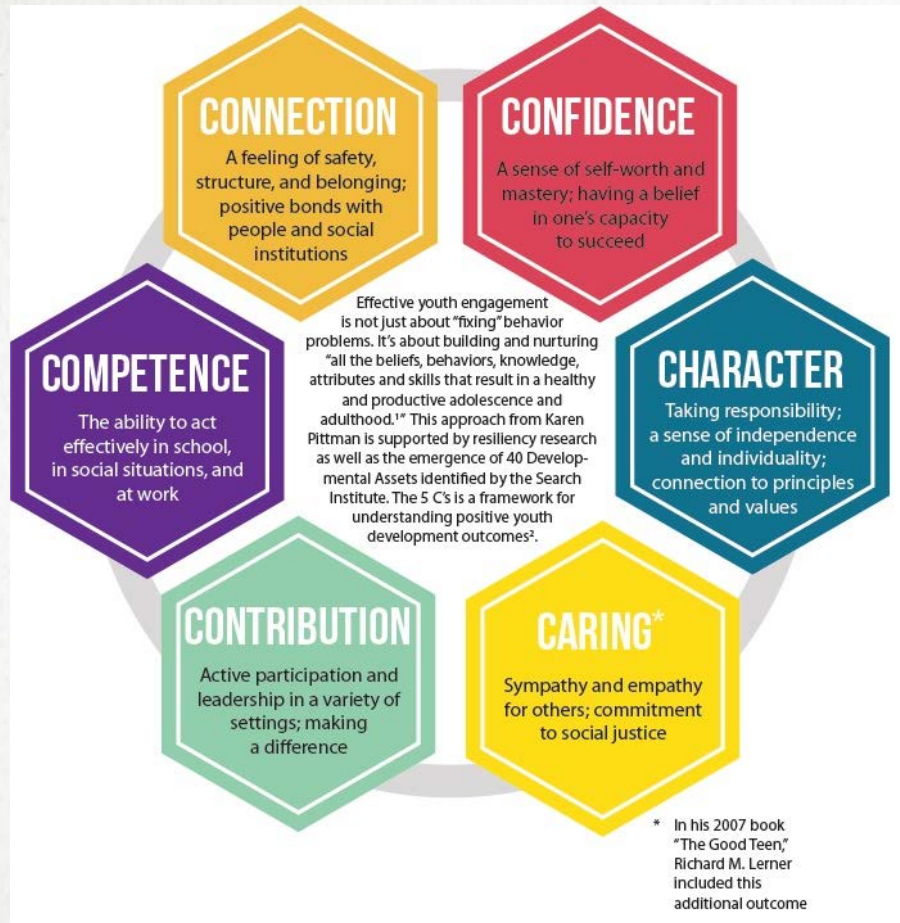 CONNECTION
A feeling of safety,
structure, and belonging;
positive bonds with
people and social
institutions
CONFIDENCE
A sense of self-worth and
mastery; having a belief
in one's capacity
to succeed
COMPETENCE
The ability to act
effectively in school,
in social situations, and
at work
Effective youth engagement
is not just about "fixing" behavior
problems. It's about building and nurturing
"all the beliefs, behaviors, knowledge,
attributes and skills that result in a healthy
and productive adolescence and
adulthood.¹" This approach from Karen
Pittman is supported by resiliency research
as well as the emergence of 40 Develop-
mental Assets identified by the Search
Institute. The 5 C's is a framework for
understanding positive youth
development outcomes².
CHARACTER
Taking responsibility;
a sense of independence
and individuality;
connection to principles
and values
CONTRIBUTION
Active participation and
leadership in a variety of
settings; making
a difference
CARING*
Sympathy and empathy
for others; commitment
to social justice
* In his 2007 book
"The Good Teen,"
Richard M. Lerner
included this
additional outcome